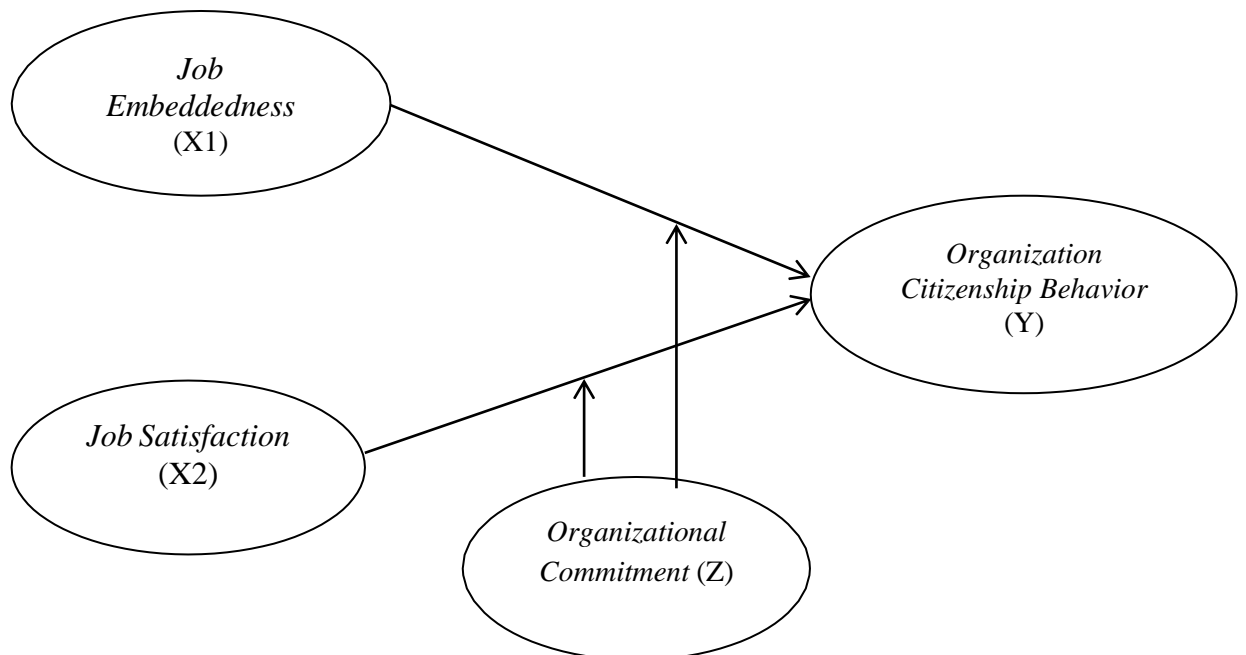 Job
Embeddedness
(X1)
Organization
Citizenship Behavior
(Y)
Job Satisfaction
(X2)
Organizational
Commitment (Z)